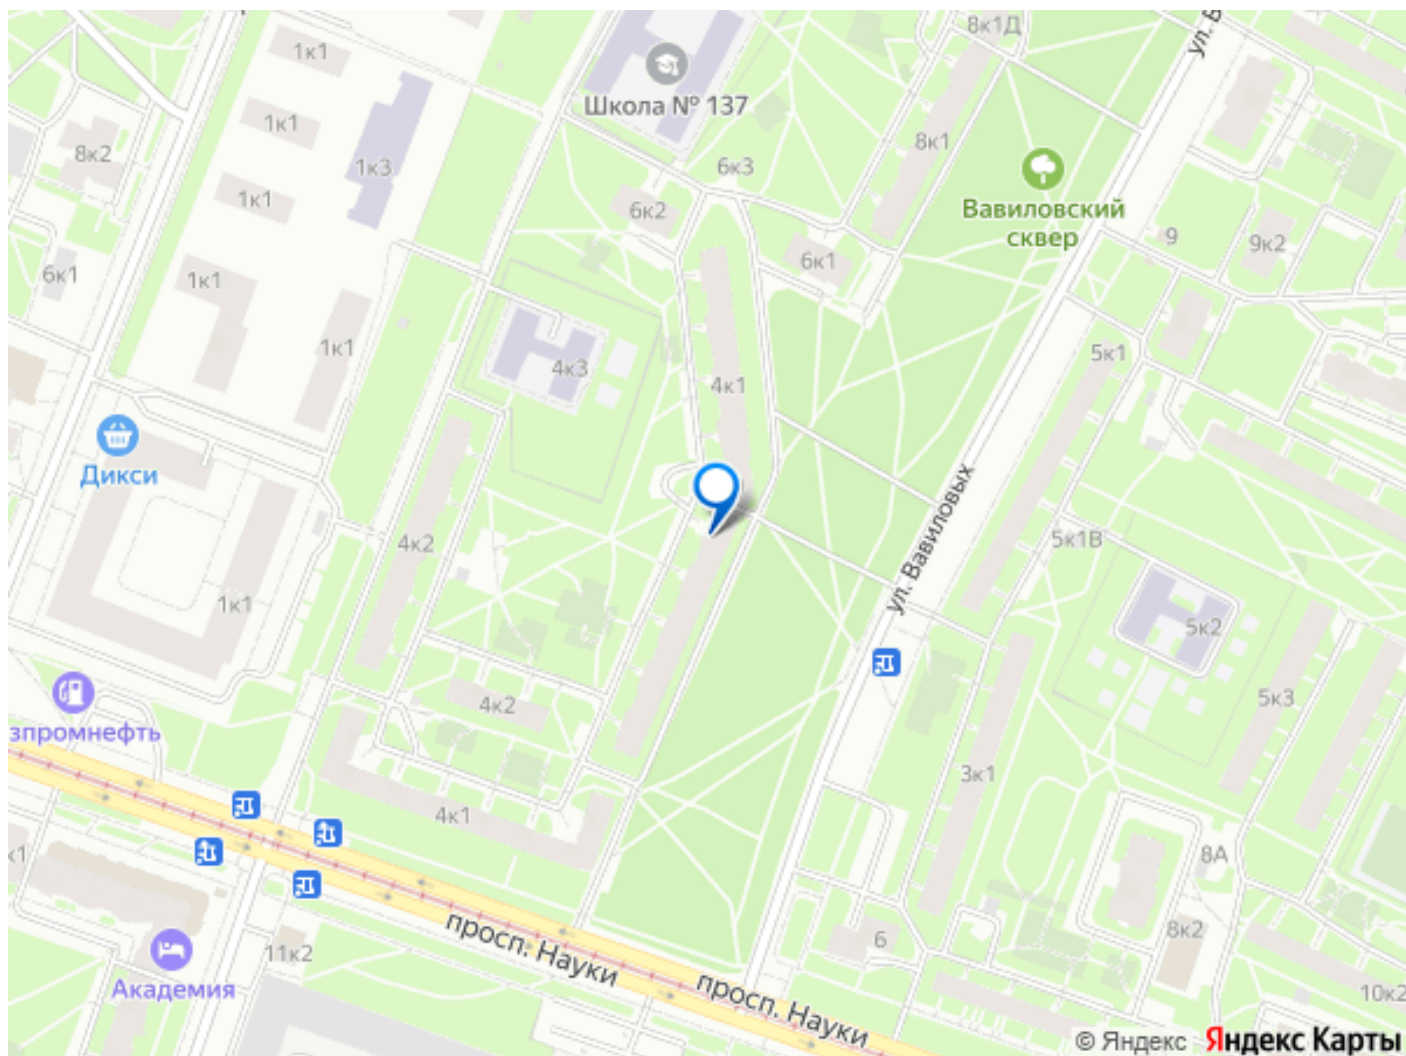 8к1Д
ул. В
1к1
Школа № 137
1к1
8к1
8к2
1к3
6к3
Вавиловский
сквер
1к1
6к2
9
9к2
6к1
6к1
1к1
1к1
5к1
4к3
4к1
Дикси
ул. Вавиловых
4к2
5к1В
1к1
5к2
4к2
5к3
зпромнефть
3к1
4к1
к1
8А
просп. Науки
6
8к2
11к2
Академия
просп. Науки
10к2
© Яндекс Яндекс Карты